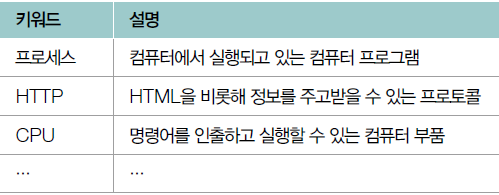 키워드 설명
프로세스 컴퓨터에서 실행되고 있는 컴퓨터 프로그램
HTTP HTML을 비롯해 정보를 주고받을 수 있는 프로토콜
CPU 명령어를 인출하고 실행할 수 있는 컴퓨터 부품
… …